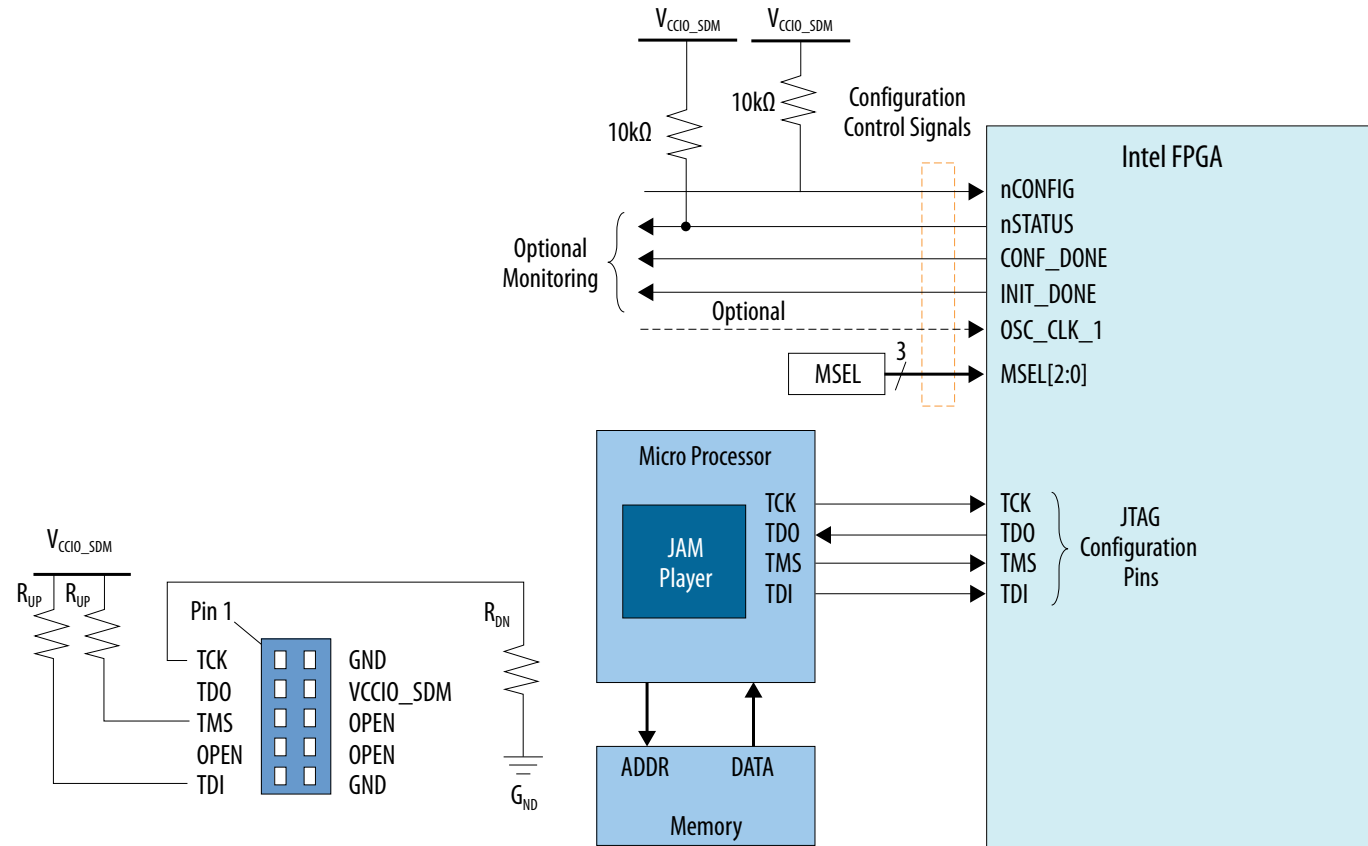 VCCIO_SDM
VCCIO_SDM
10kΩ
10kΩ
Configuration
Control Signals
Intel FPGA
nCONFIG
nSTATUS
CONF_DONE
INIT_DONE
OSC_CLK_1
MSEL[2:0]
Optional
Monitoring
Optional
MSEL
3
Micro Processor
JAM
Player
TCK
TDO
TMS
TDI
TCK
TDO
TMS
TDI
JTAG
Configuration
Pins
ADDR
DATA
Memory
VCCIO_SDM
RUP
RUP
Pin 1
RDN
TCK
GND
TDO
VCCIO_SDM
TMS
OPEN
OPEN
OPEN
TDI
GND
GND